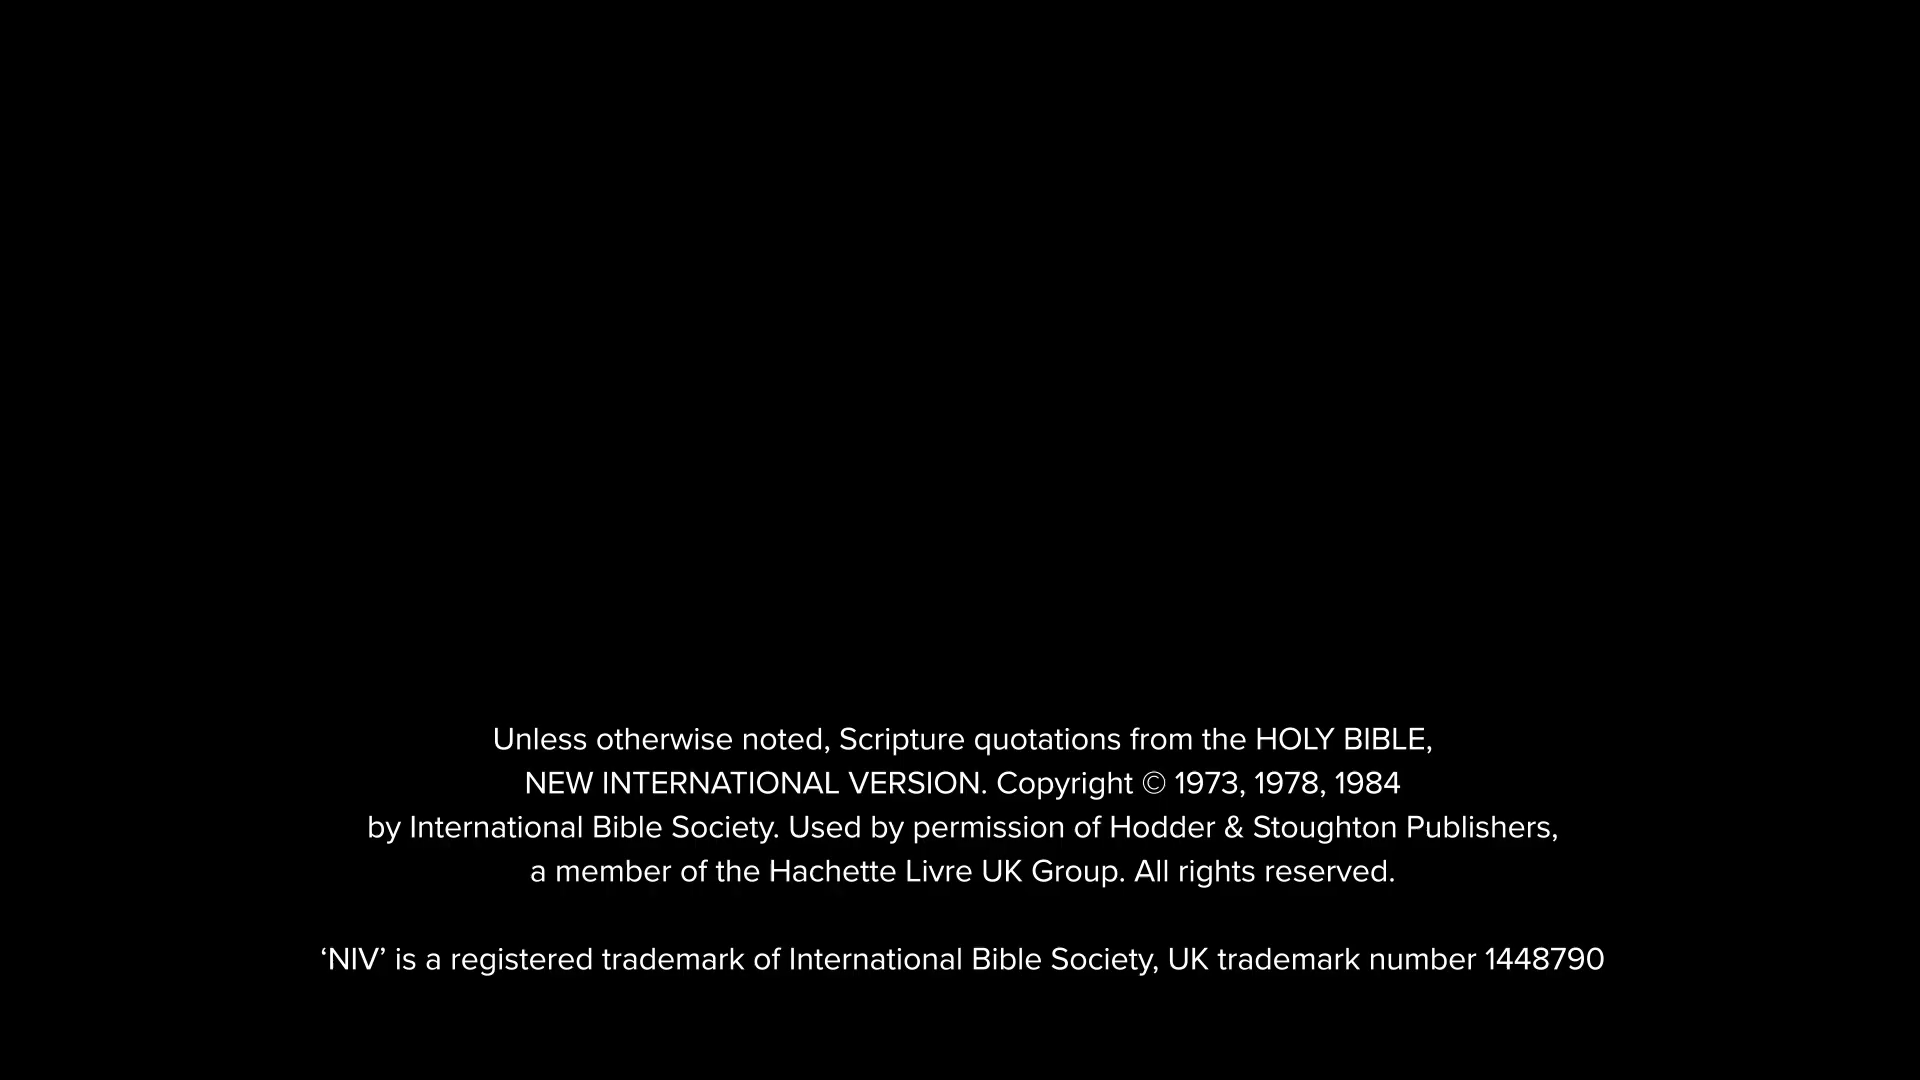 Unless otherwise noted, Scripture quotations from the HOLY BIBLE,
NEW INTERNATIONAL VERSION. Copyright © 1973, 1978, 1984
by International Bible Society. Used by permission of Hodder & Stoughton Publishers,
a member of the Hachette Livre UK Group. All rights reserved.
‘NIV’ is a registered trademark of International Bible Society, UK trademark number 1448790